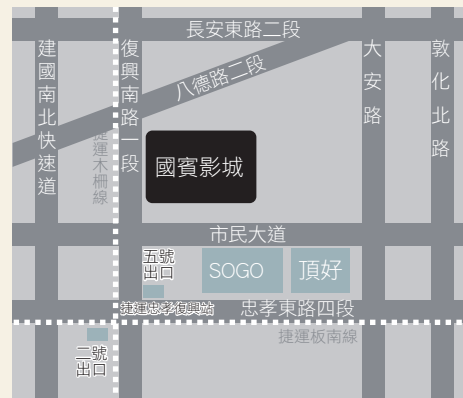 長安東路二段
建國南北快速道
復興南路一段
八德路二段
大安路
敦化北路
捷運木柵線
國賓影城
市民大道
五號
出口
SOGO
頂好
捷運忠孝復興站
忠孝東路四段
捷運板南線
二號
出口